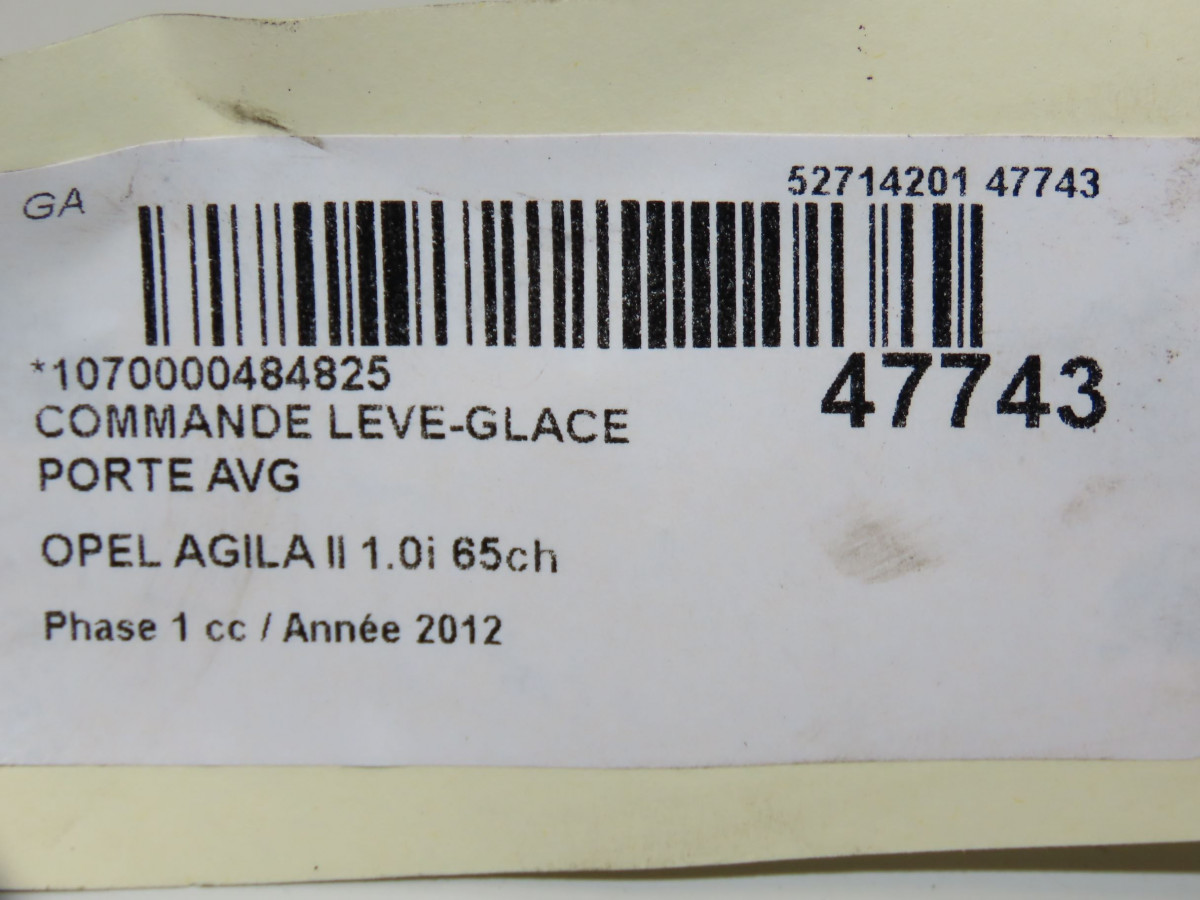 GA
52714201 47743
*1070000484825
47743
COMMANDE LEVE-GLACE
PORTE AVG
OPEL AGILA II 1.0i 65ch
Phase 1 cc / Année 2012